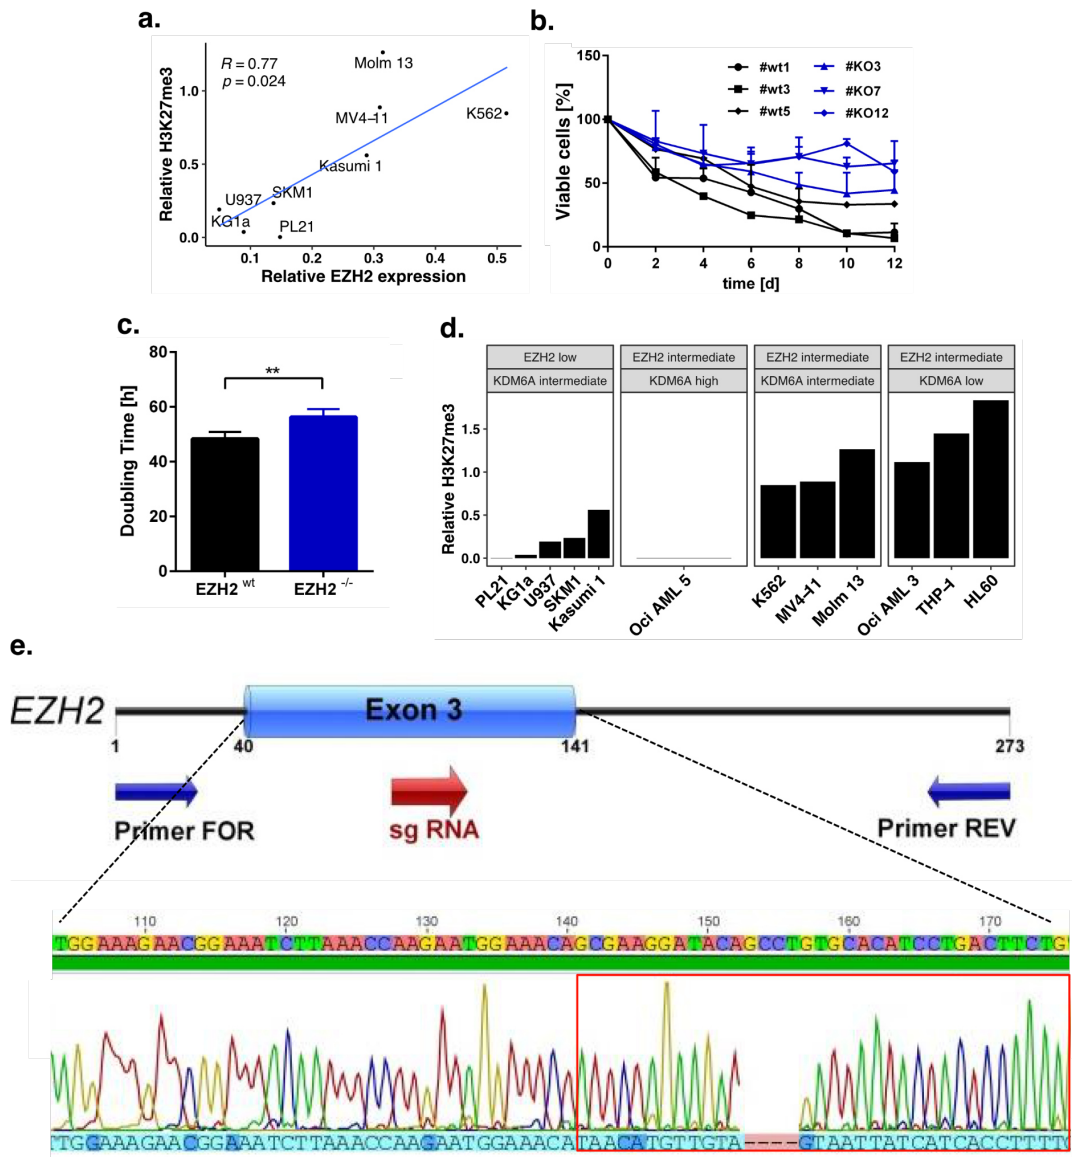 a.
R = 0.77
p = 0.024
Molm 13
MV4-11
K562
Kasumi 1
SKM1
U937
KG1a
PL21
Relative H3K27me3
1.0
0.5
0.0
0.1 0.2 0.3 0.4 0.5
Relative EZH2 expression
b.
Viable cells [%]
150
100
50
0
#wt1
#wt3
#wt5
#KO3
#KO7
#KO12
0 2 4 6 8 10 12
time [d]
c.
Doubling Time [h]
80
60
40
20
0
**
EZH2 wt
EZH2 -/-
d.
EZH2 low
KDM6A intermediate
EZH2 intermediate
KDM6A high
EZH2 intermediate
KDM6A intermediate
EZH2 intermediate
KDM6A low
Relative H3K27me3
1.5
1.0
0.5
0.0
PL21
KG1a
U937
SKM1
Kasumi 1
Oci AML 5
K562
MV4-11
Molm 13
Oci AML 3
THP-1
HL60
e.
EZH2
Exon 3
1 40 141 273
Primer FOR
sg RNA
Primer REV
110 120 130 140 150 160 170
TGGAAAGAACGGAAATCTTAAACCAAGAATGGAAACAGCGAAGGATACAGCCTGTGCACATCCTGACTTCTG
TGGAAAGAACGGAAATCTTAAACCAAGAATGGAAACATAACATGTTGTA----GTAATTATCATCACCTTTT